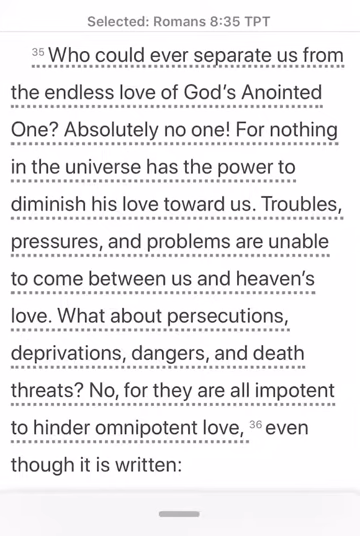 Selected: Romans 8:35 TPT
35 Who could ever separate us from
the endless love of God’s Anointed
One? Absolutely no one! For nothing
in the universe has the power to
diminish his love toward us. Troubles,
pressures, and problems are unable
to come between us and heaven’s
love. What about persecutions,
deprivations, dangers, and death
threats? No, for they are all impotent
to hinder omnipotent love, 36 even
though it is written: